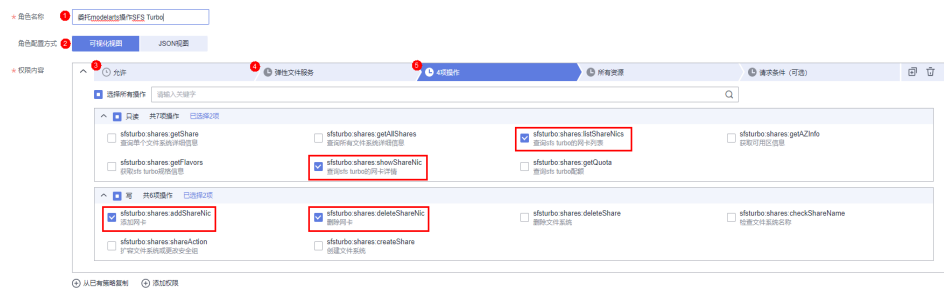 * 角色名称 1 委托modelarts操作SFS Turbo
角色配置方式 2 可视化视图 JSON视图
* 权限内容 3 允许 4 弹性文件服务 5 4项操作 所有资源 请求条件（可选）
选择所有操作 请输入关键字
只读 共7项操作 已选择2项
sfsturbo:shares:getShare sfsturbo:shares:getAllShares sfsturbo:shares:listShareNics sfsturbo:shares:getAZInfo
查询单个文件系统详细信息 查询所有文件系统详细信息 查询sfs turbo的网卡列表 获取可用区信息
sfsturbo:shares:getFlavors sfsturbo:shares:showShareNic sfsturbo:shares:getQuota
获取sfs turbo规格信息 查询sfs turbo的网卡详情 查询sfs turbo配额
写 共6项操作 已选择2项
sfsturbo:shares:addShareNic sfsturbo:shares:deleteShareNic sfsturbo:shares:deleteShare sfsturbo:shares:checkShareName
添加网卡 删除网卡 删除文件系统 检查文件系统名称
sfsturbo:shares:shareAction sfsturbo:shares:createShare
扩容文件系统或更改安全组 创建文件系统
从已有策略复制 添加权限